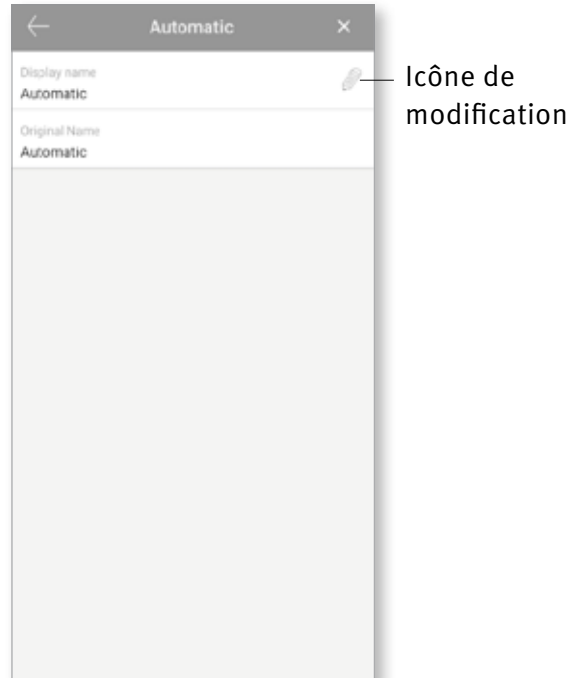 Automatic
Display name
Automatic
Original Name
Automatic
Icône de
modification